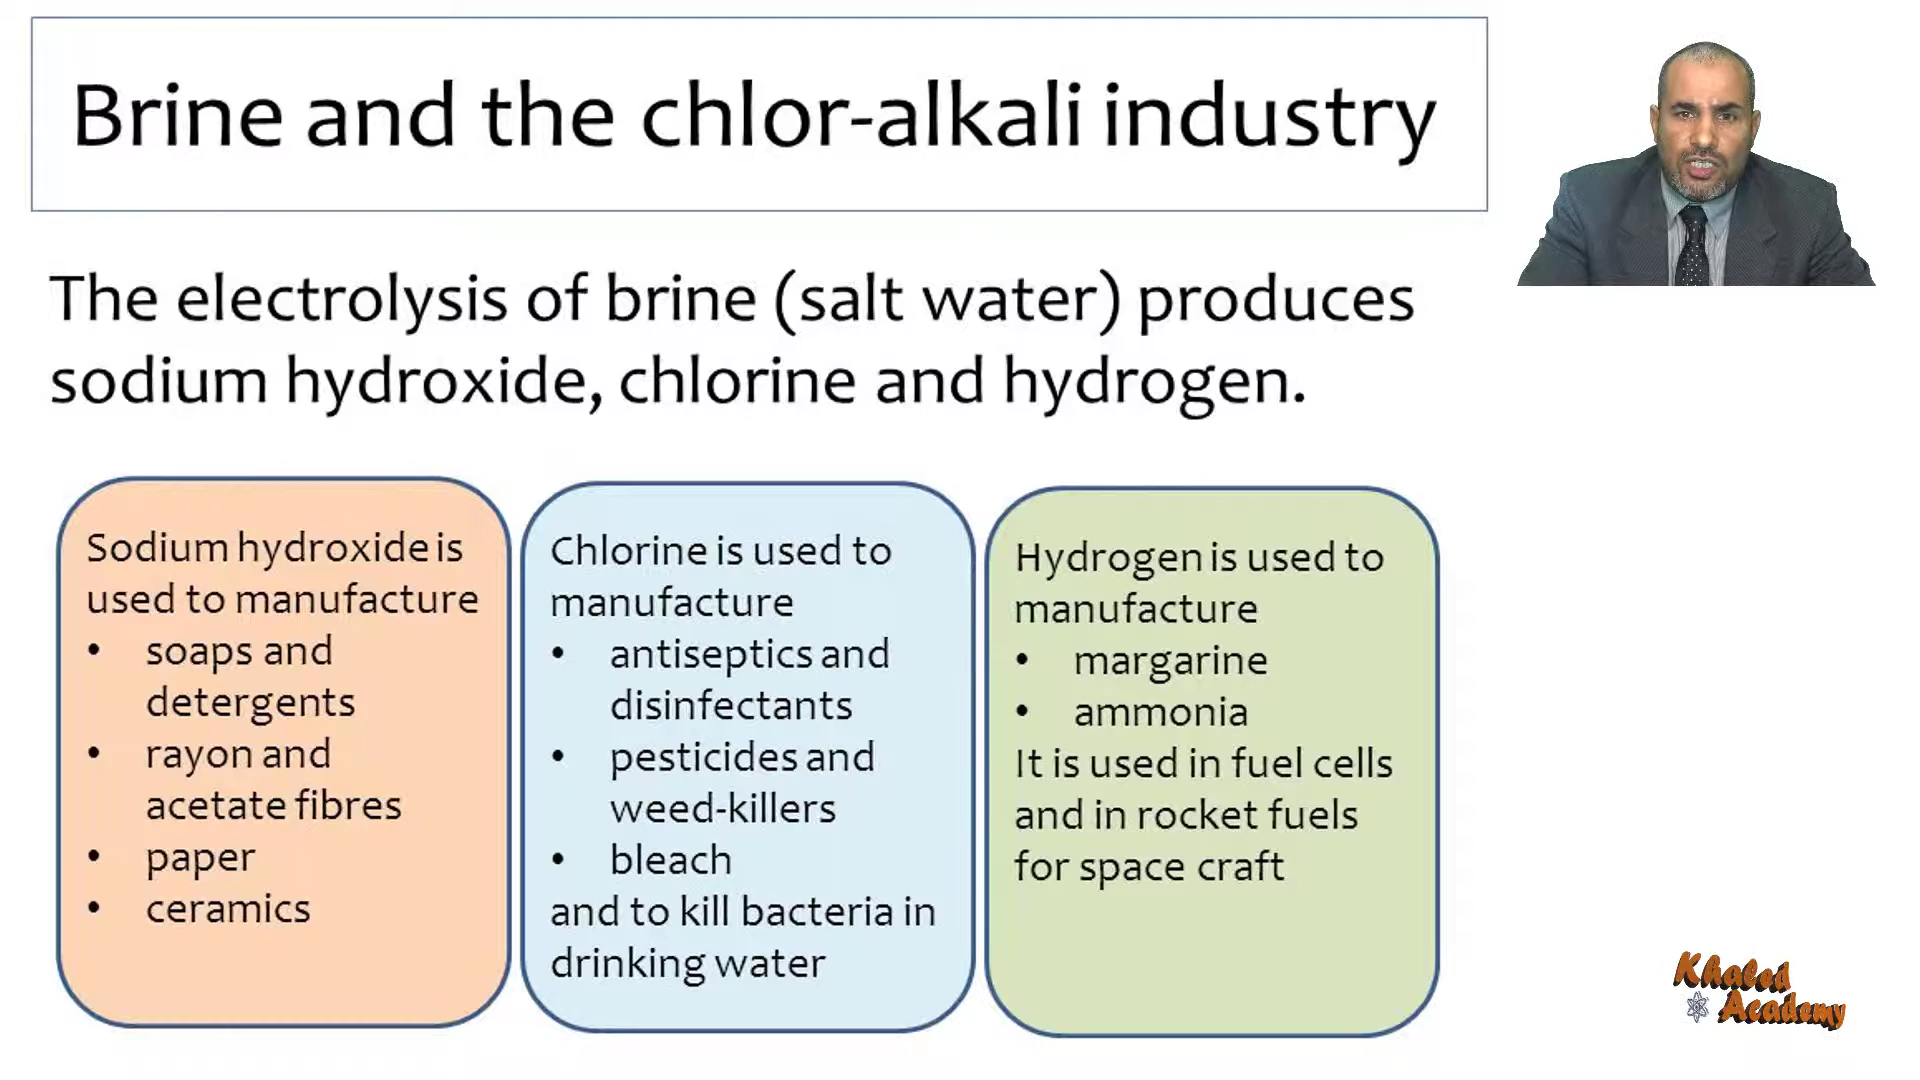 Brine and the chlor-alkali industry
The electrolysis of brine (salt water) produces
sodium hydroxide, chlorine and hydrogen.
Sodium hydroxide is
used to manufacture
• soaps and
detergents
• rayon and
acetate fibres
• paper
• ceramics
Chlorine is used to
manufacture
• antiseptics and
disinfectants
• pesticides and
weed-killers
• bleach
and to kill bacteria in
drinking water
Hydrogen is used to
manufacture
• margarine
• ammonia
It is used in fuel cells
and in rocket fuels
for space craft
Khaled
Academy